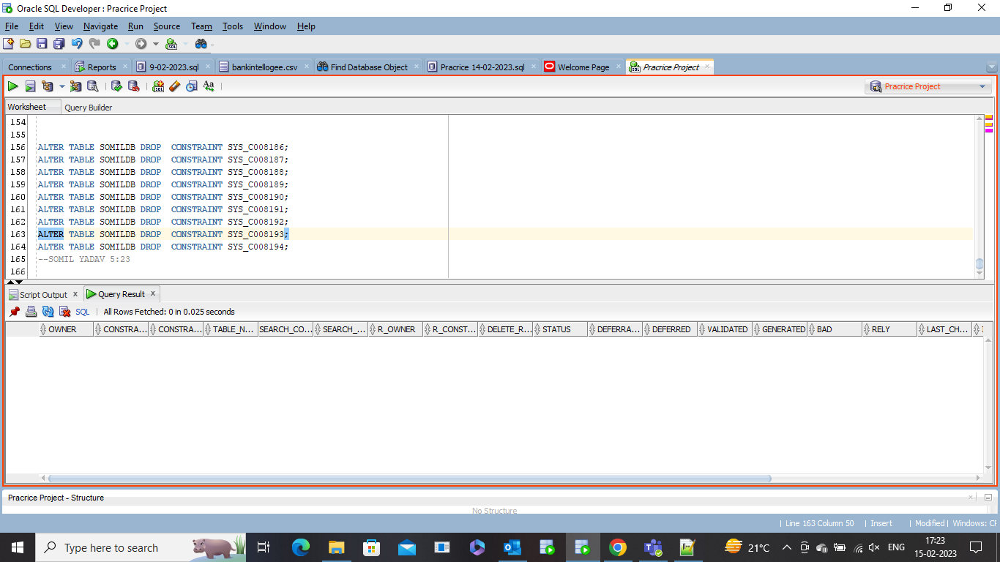 Oracle SQL Developer : Pracrice Project
File Edit View Navigate Run Source Team Tools Window Help
Connections Reports 9-02-2023.sql bankintellogee.csv Find Database Object Pracrice 14-02-2023.sql Welcome Page Pracrice Project
Pracrice Project
Worksheet Query Builder
154
155
156 ALTER TABLE SOMILDB DROP  CONSTRAINT SYS_C008186;
157 ALTER TABLE SOMILDB DROP  CONSTRAINT SYS_C008187;
158 ALTER TABLE SOMILDB DROP  CONSTRAINT SYS_C008188;
159 ALTER TABLE SOMILDB DROP  CONSTRAINT SYS_C008189;
160 ALTER TABLE SOMILDB DROP  CONSTRAINT SYS_C008190;
161 ALTER TABLE SOMILDB DROP  CONSTRAINT SYS_C008191;
162 ALTER TABLE SOMILDB DROP  CONSTRAINT SYS_C008192;
163 ALTER TABLE SOMILDB DROP  CONSTRAINT SYS_C008193;
164 ALTER TABLE SOMILDB DROP  CONSTRAINT SYS_C008194;
165 --SOMIL YADAV 5:23
166
Script Output x Query Result x
SQL | All Rows Fetched: 0 in 0.025 seconds
OWNER CONSTRA... CONSTRA... TABLE_N... SEARCH_CO... SEARCH_... R_OWNER R_CONST... DELETE_R... STATUS DEFERRA... DEFERRED VALIDATED GENERATED BAD RELY LAST_CH...
Pracrice Project - Structure
No Structure
| Line 163 Column 50 | Insert | Modified | Windows: CF
Type here to search 21°C ENG 17:23
15-02-2023